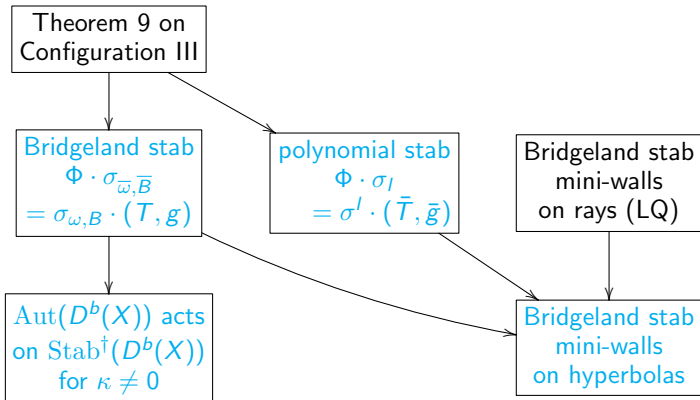 Theorem 9 on
Configuration III
Bridgeland stab
Φ · σ_{ω̅,B̅}
= σ_{ω,B} · (T, g)
polynomial stab
Φ · σ_l
= σ^l · (T̄, ḡ)
Bridgeland stab
mini-walls
on rays (LQ)
Aut(D^b(X)) acts
on Stab^†(D^b(X))
for κ ≠ 0
Bridgeland stab
mini-walls
on hyperbolas